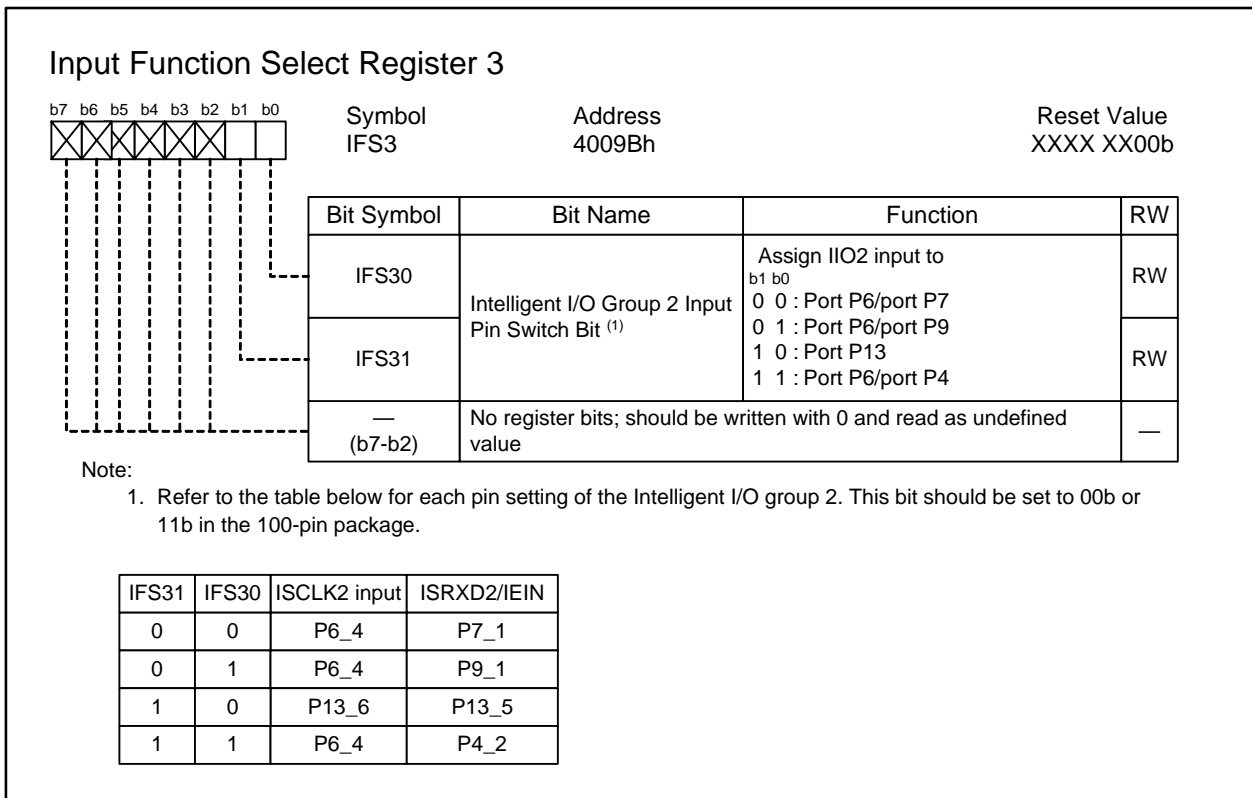 Input Function Select Register 3
b7 b6 b5 b4 b3 b2 b1 b0
Symbol Address Reset Value
IFS3 4009Bh XXXX XX00b
Bit Symbol Bit Name Function RW
IFS30 Intelligent I/O Group 2 Input Pin Switch Bit (1) Assign IIO2 input to RW
b1 b0
0 0 : Port P6/port P7
0 1 : Port P6/port P9
1 0 : Port P13
1 1 : Port P6/port P4
IFS31 RW
— (b7-b2) No register bits; should be written with 0 and read as undefined value —
Note:
1. Refer to the table below for each pin setting of the Intelligent I/O group 2. This bit should be set to 00b or
11b in the 100-pin package.
IFS31 IFS30 ISCLK2 input ISRXD2/IEIN
0 0 P6_4 P7_1
0 1 P6_4 P9_1
1 0 P13_6 P13_5
1 1 P6_4 P4_2